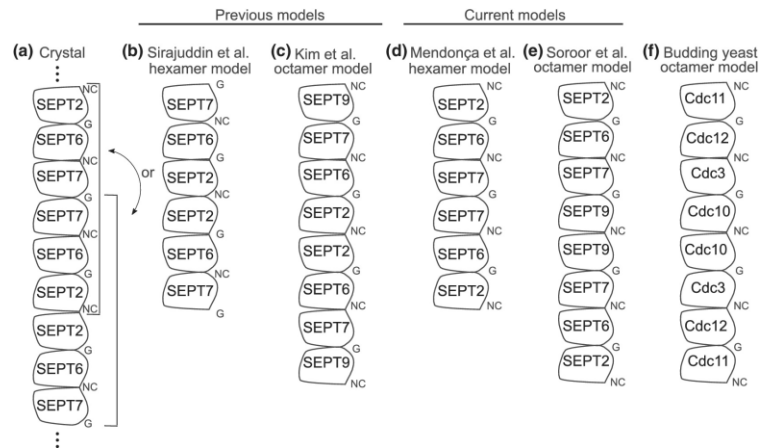 Previous models
Current models
(a) Crystal
NC
SEPT2
G
SEPT6
NC
SEPT7
G
SEPT7
NC
SEPT6
G
SEPT2
NC
SEPT2
G
SEPT6
NC
SEPT7
G
or
(b) Sirajuddin et al.
hexamer model
G
SEPT7
NC
SEPT6
G
SEPT2
NC
SEPT2
G
SEPT6
NC
SEPT7
G
(c) Kim et al.
octamer model
NC
SEPT9
G
SEPT7
NC
SEPT6
G
SEPT2
NC
SEPT2
G
SEPT6
NC
SEPT7
G
SEPT9
NC
(d) Mendonça et al.
hexamer model
NC
SEPT2
G
SEPT6
NC
SEPT7
G
SEPT7
NC
SEPT6
G
SEPT2
NC
(e) Soroor et al.
octamer model
NC
SEPT2
G
SEPT6
NC
SEPT7
G
SEPT9
NC
SEPT9
G
SEPT7
NC
SEPT6
G
SEPT2
NC
(f) Budding yeast
octamer model
NC
Cdc11
G
Cdc12
NC
Cdc3
G
Cdc10
NC
Cdc10
G
Cdc3
NC
Cdc12
G
Cdc11
NC